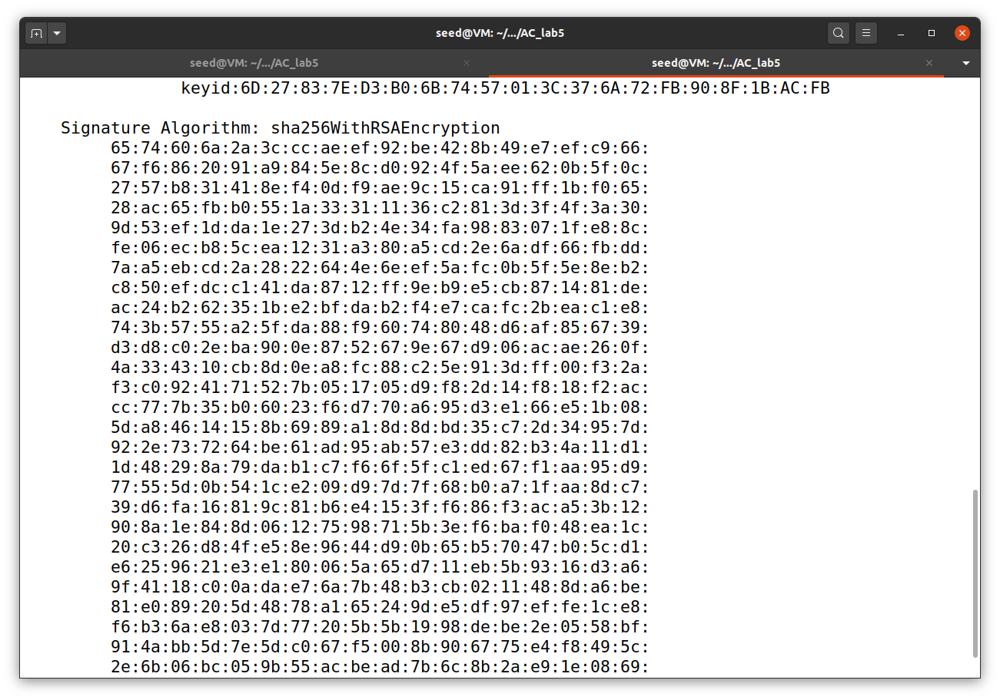 seed@VM: ~/.../AC_lab5
seed@VM: ~/.../AC_lab5
seed@VM: ~/.../AC_lab5
keyid:6D:27:83:7E:D3:B0:6B:74:57:01:3C:37:6A:72:FB:90:8F:1B:AC:FB
Signature Algorithm: sha256WithRSAEncryption
65:74:60:6a:2a:3c:cc:ae:ef:92:be:42:8b:49:e7:ef:c9:66:
67:f6:86:20:91:a9:84:5e:8c:d0:92:4f:5a:ee:62:0b:5f:0c:
27:57:b8:31:41:8e:f4:0d:f9:ae:9c:15:ca:91:ff:1b:f0:65:
28:ac:65:fb:b0:55:1a:33:31:11:36:c2:81:3d:3f:4f:3a:30:
9d:53:ef:1d:da:1e:27:3d:b2:4e:34:fa:98:83:07:1f:e8:8c:
fe:06:ec:b8:5c:ea:12:31:a3:80:a5:cd:2e:6a:df:66:fb:dd:
7a:a5:eb:cd:2a:28:22:64:4e:6e:ef:5a:fc:0b:5f:5e:8e:b2:
c8:50:ef:dc:c1:41:da:87:12:ff:9e:b9:e5:cb:87:14:81:de:
ac:24:b2:62:35:1b:e2:bf:da:b2:f4:e7:ca:fc:2b:ea:c1:e8:
74:3b:57:55:a2:5f:da:88:f9:60:74:80:48:d6:af:85:67:39:
d3:d8:c0:2e:ba:90:0e:87:52:67:9e:67:d9:06:ac:ae:26:0f:
4a:33:43:10:cb:8d:0e:a8:fc:88:c2:5e:91:3d:ff:00:f3:2a:
f3:c0:92:41:71:52:7b:05:17:05:d9:f8:2d:14:f8:18:f2:ac:
cc:77:7b:35:b0:60:23:f6:d7:70:a6:95:d3:e1:66:e5:1b:08:
5d:a8:46:14:15:8b:69:89:a1:8d:8d:bd:35:c7:2d:34:95:7d:
92:2e:73:72:64:be:61:ad:95:ab:57:e3:dd:82:b3:4a:11:d1:
1d:48:29:8a:79:da:b1:c7:f6:6f:5f:c1:ed:67:f1:aa:95:d9:
77:55:5d:0b:54:1c:e2:09:d9:7d:7f:68:b0:a7:1f:aa:8d:c7:
39:d6:fa:16:81:9c:81:b6:e4:15:3f:f6:86:f3:ac:a5:3b:12:
90:8a:1e:84:8d:06:12:75:98:71:5b:3e:f6:ba:f0:48:ea:1c:
20:c3:26:d8:4f:e5:8e:96:44:d9:0b:65:b5:70:47:b0:5c:d1:
e6:25:96:21:e3:e1:80:06:5a:65:d7:11:eb:5b:93:16:d3:a6:
9f:41:18:c0:0a:da:e7:6a:7b:48:b3:cb:02:11:48:8d:a6:be:
81:e0:89:20:5d:48:78:a1:65:24:9d:e5:df:97:ef:fe:1c:e8:
f6:b3:6a:e8:03:7d:77:20:5b:5b:19:98:de:be:2e:05:58:bf:
91:4a:bb:5d:7e:5d:c0:67:f5:00:8b:90:67:75:e4:f8:49:5c:
2e:6b:06:bc:05:9b:55:ac:be:ad:7b:6c:8b:2a:e9:1e:08:69: